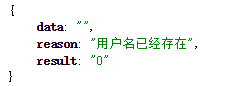 {
data: "",
reason: "用户名已经存在",
result: "0"
}